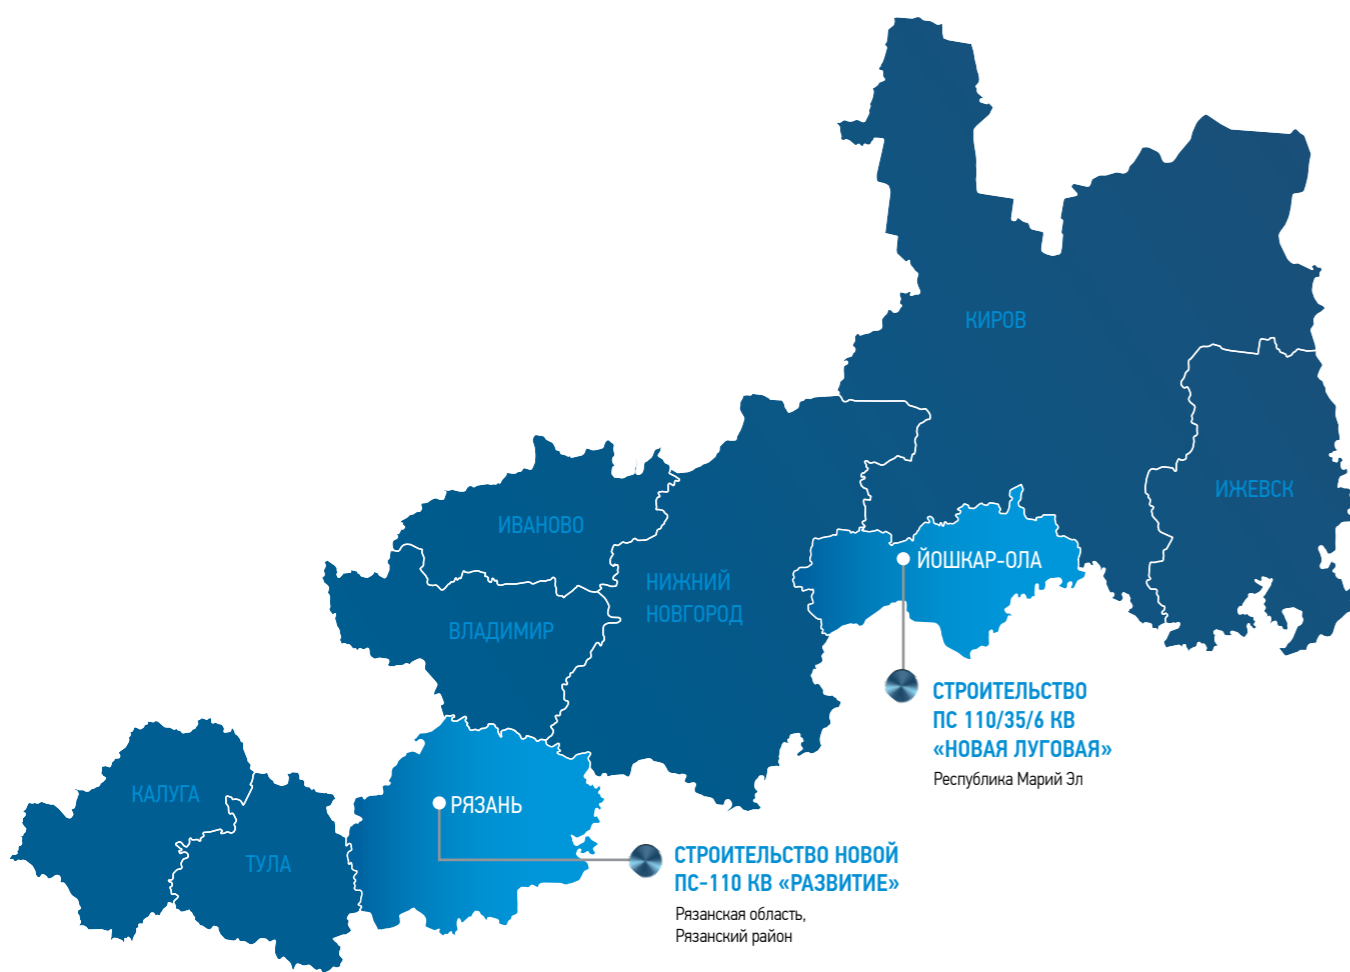 КИРОВ
ИЖЕВСК
ИВАНОВО
ЙОШКАР-ОЛА
НИЖНИЙ
НОВГОРОД
ВЛАДИМИР
СТРОИТЕЛЬСТВО
ПС 110/35/6 КВ
«НОВАЯ ЛУГОВАЯ»
Республика Марий Эл
КАЛУГА
РЯЗАНЬ
ТУЛА
СТРОИТЕЛЬСТВО НОВОЙ
ПС-110 КВ «РАЗВИТИЕ»
Рязанская область,
Рязанский район